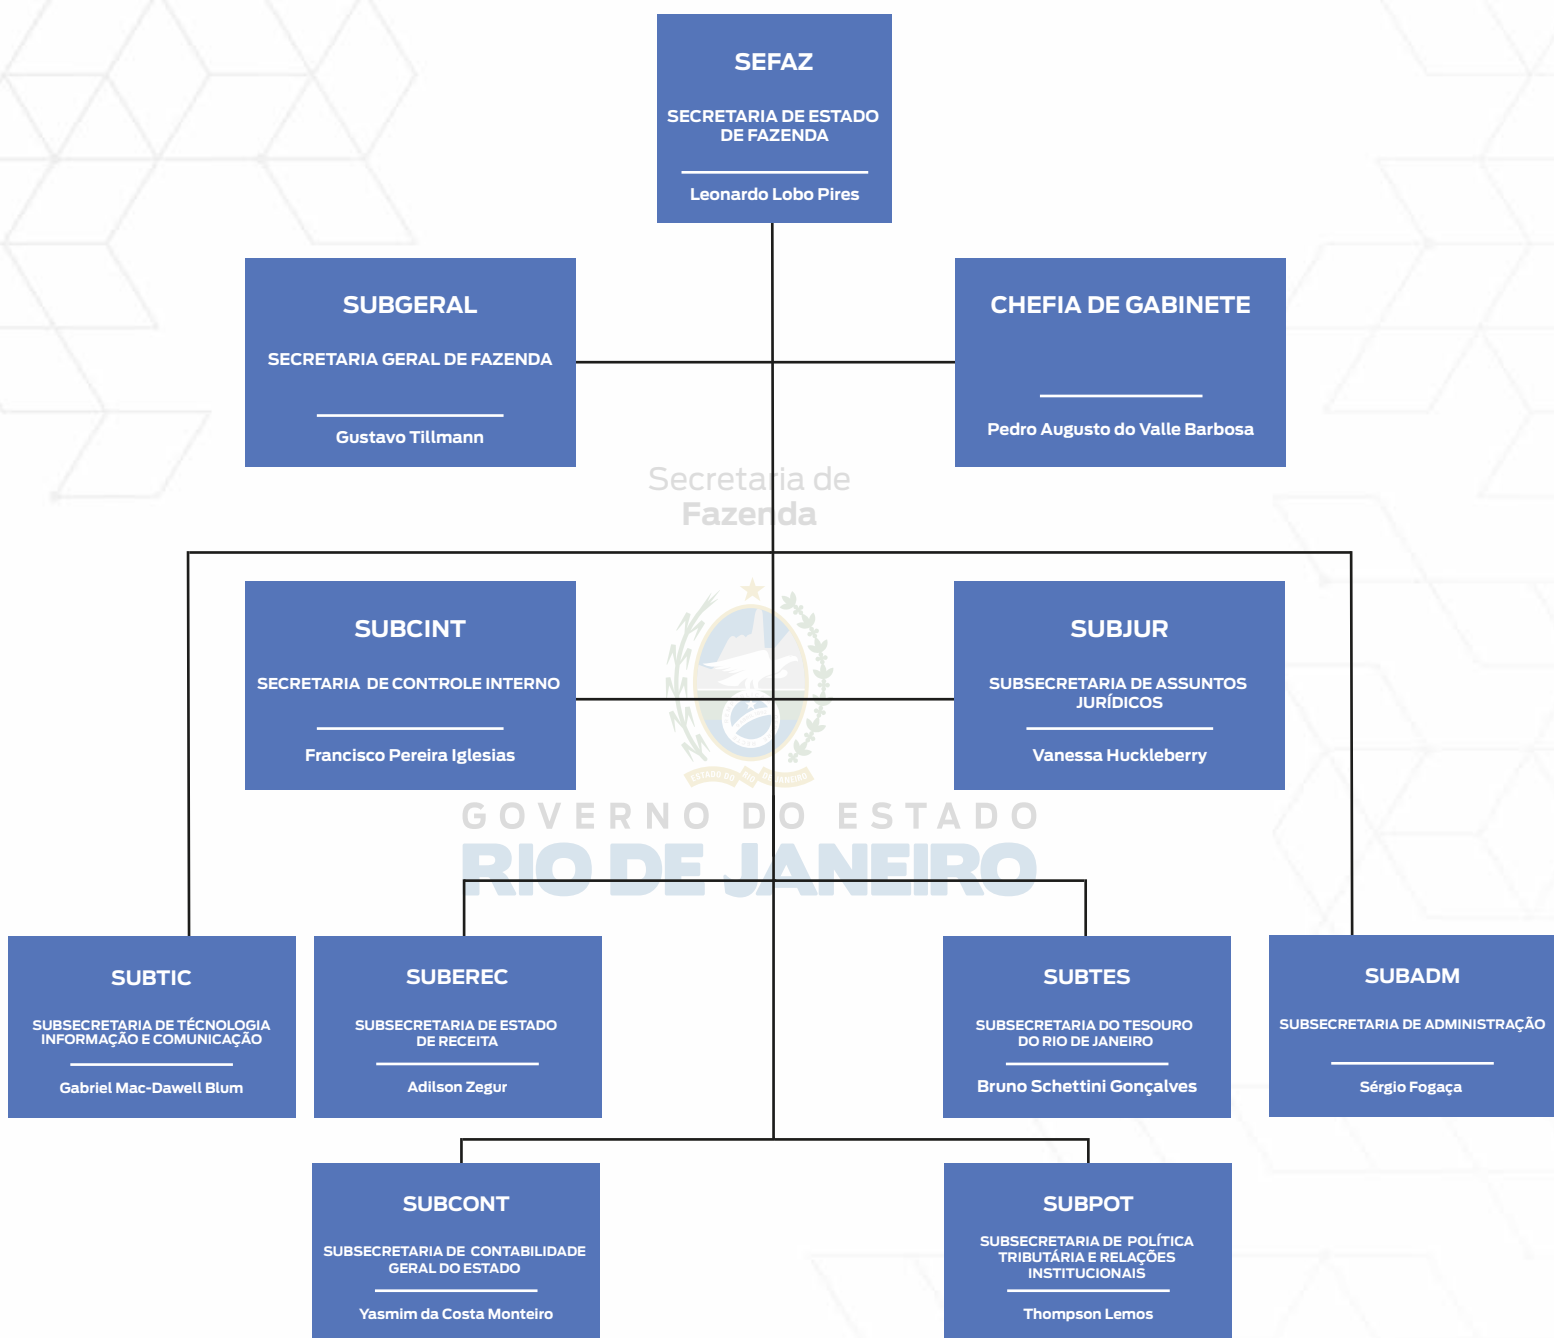 SEFAZ
SECRETARIA DE ESTADO
DE FAZENDA
Leonardo Lobo Pires
SUBGERAL
SECRETARIA GERAL DE FAZENDA
Gustavo Tillmann
CHEFIA DE GABINETE
Pedro Augusto do Valle Barbosa
Secretaria de
Fazenda
SUBCINT
SECRETARIA DE CONTROLE INTERNO
Francisco Pereira Iglesias
SUBJUR
SUBSECRETARIA DE ASSUNTOS
JURÍDICOS
Vanessa Huckleberry
ESTADO DO RIO DE JANEIRO
GOVERNO DO ESTADO
RIO DE JANEIRO
SUBTIC
SUBSECRETARIA DE TÉCNOLOGIA
INFORMAÇÃO E COMUNICAÇÃO
Gabriel Mac-Dawell Blum
SUBEREC
SUBSECRETARIA DE ESTADO
DE RECEITA
Adilson Zegur
SUBTES
SUBSECRETARIA DO TESOURO
DO RIO DE JANEIRO
Bruno Schettini Gonçalves
SUBADM
SUBSECRETARIA DE ADMINISTRAÇÃO
Sérgio Fogaça
SUBCONT
SUBSECRETARIA DE CONTABILIDADE
GERAL DO ESTADO
Yasmim da Costa Monteiro
SUBPOT
SUBSECRETARIA DE POLÍTICA
TRIBUTÁRIA E RELAÇÕES
INSTITUCIONAIS
Thompson Lemos